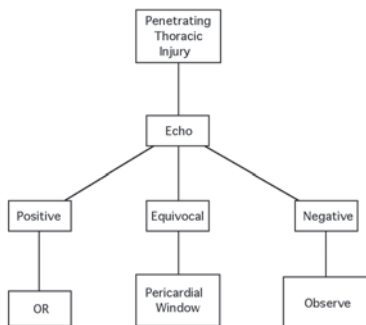 Penetrating
Thoracic
Injury
Echo
Positive
Equivocal
Negative
OR
Pericardial
Window
Observe